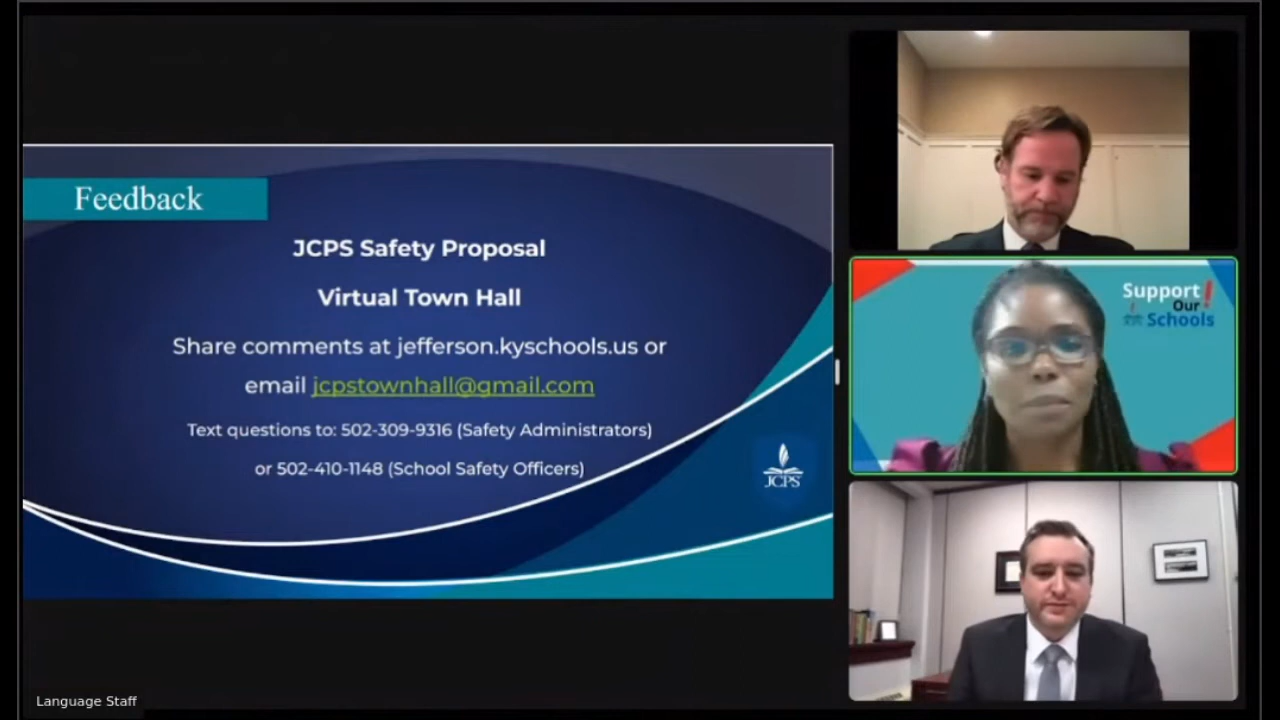 Feedback
JCPS Safety Proposal
Virtual Town Hall
Share comments at jefferson.kyschools.us or
email jcpstownhall@gmail.com
Text questions to: 502-309-9316 (Safety Administrators)
or 502-410-1148 (School Safety Officers)
JCPS
Support!
Our
Schools
Language Staff